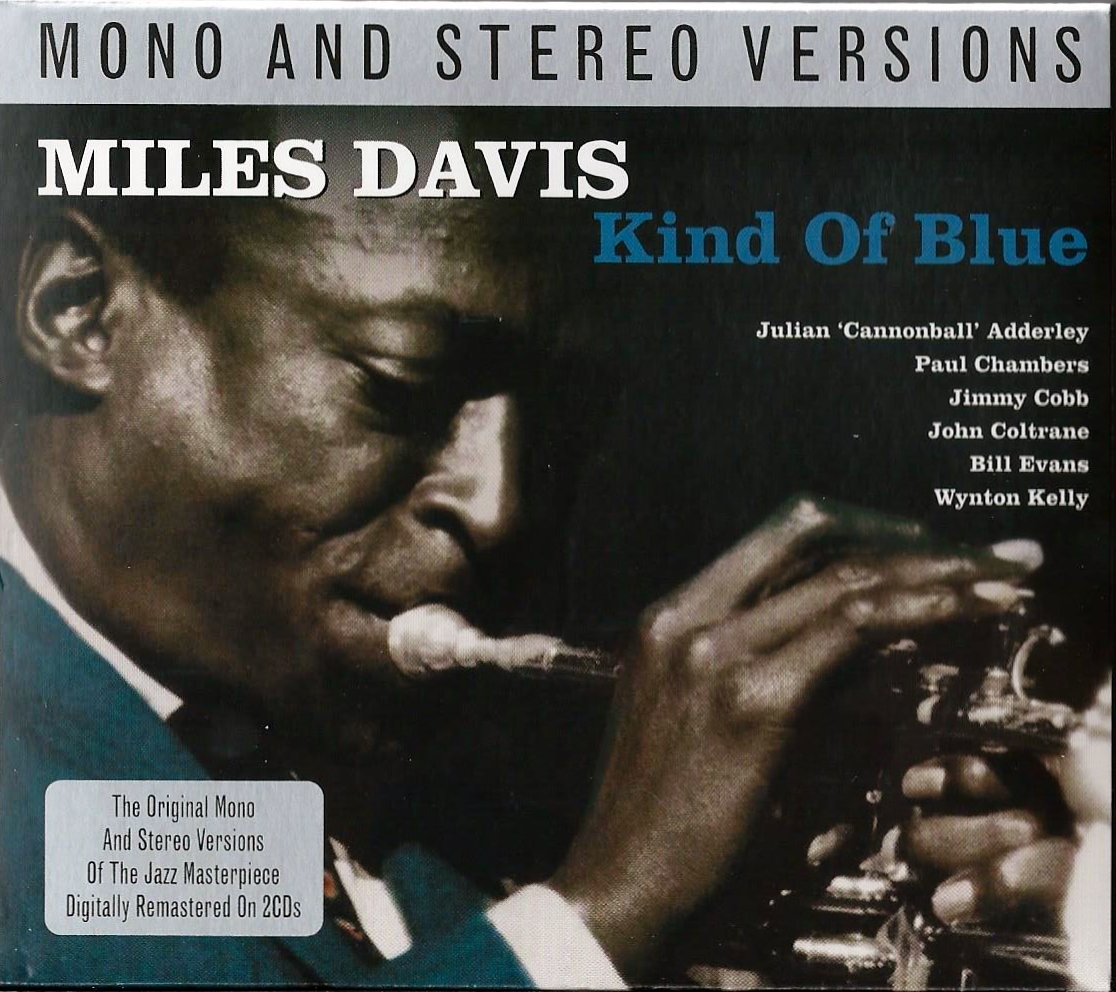 MONO AND STEREO VERSIONS
MILES DAVIS
Kind Of Blue
Julian ‘Cannonball’ Adderley
Paul Chambers
Jimmy Cobb
John Coltrane
Bill Evans
Wynton Kelly
The Original Mono
And Stereo Versions
Of The Jazz Masterpiece
Digitally Remastered On 2CDs